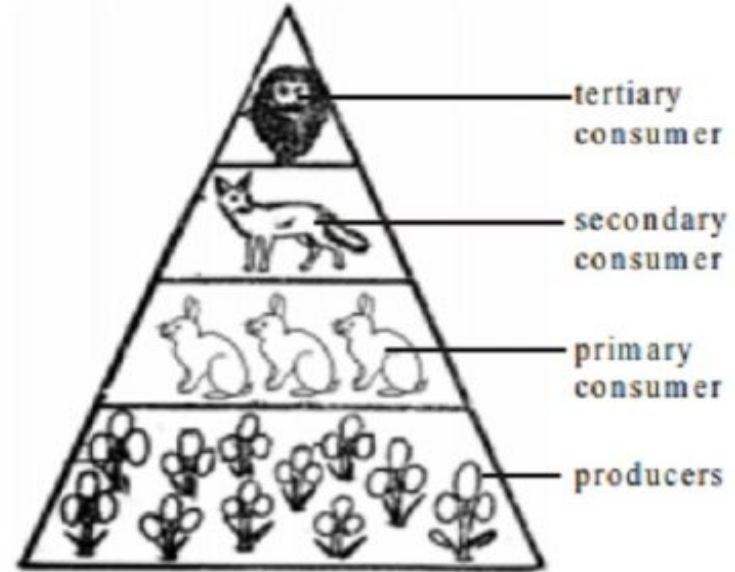 tertiary
consumer
secondary
consumer
primary
consumer
producers